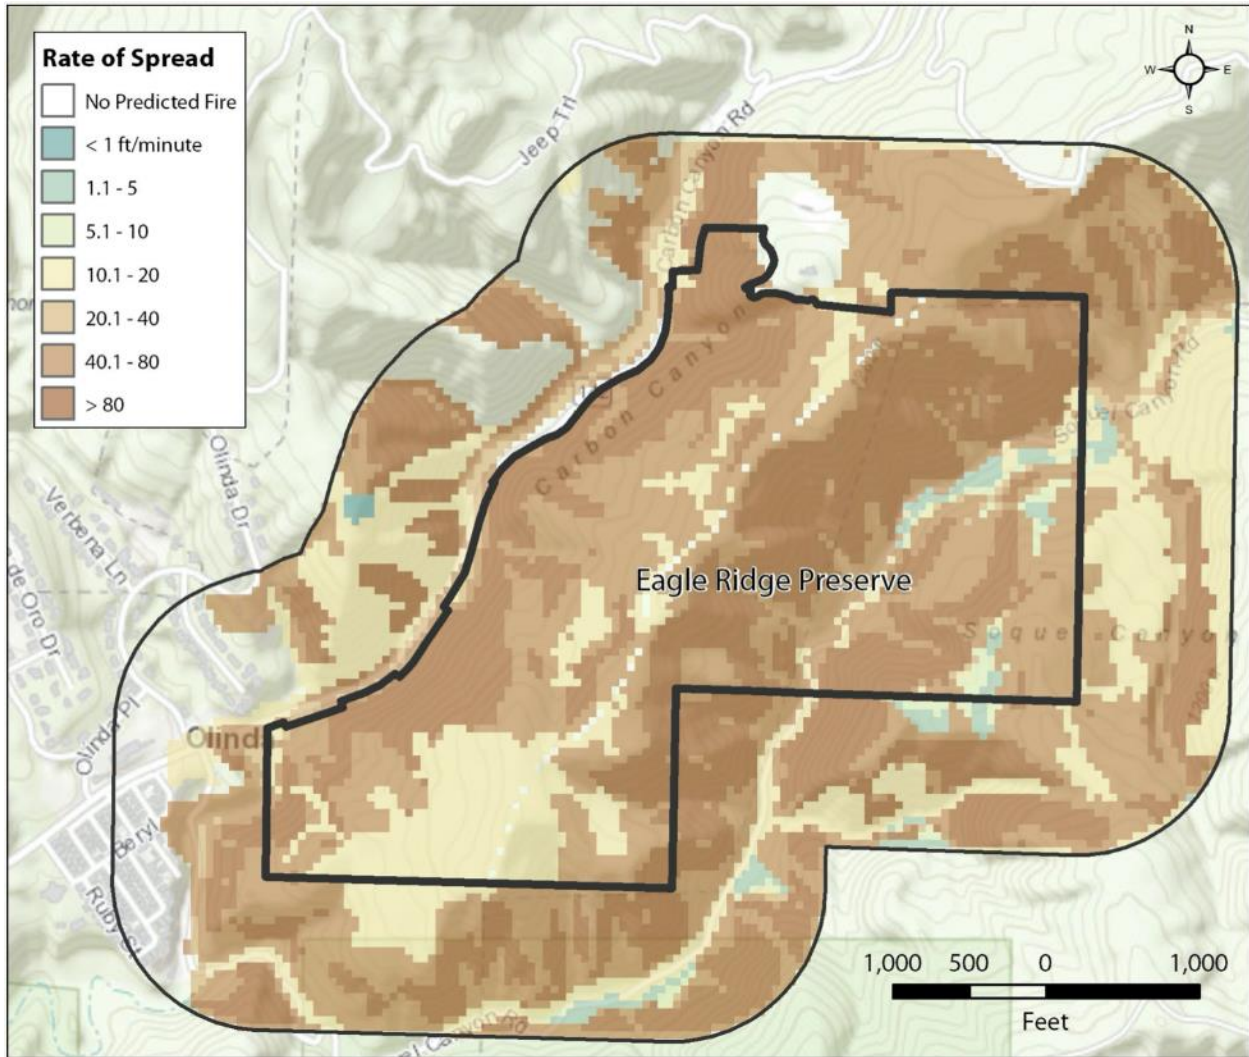 Rate of Spread
No Predicted Fire
< 1 ft/minute
1.1 - 5
5.1 - 10
10.1 - 20
20.1 - 40
40.1 - 80
> 80
N
W
E
S
Jeep Trl
Carbon Canyon Rd
Carbon Canyon
Soquel Canyon Rd
Olinda Dr
Verbena Ln
de Oro Dr
Eagle Ridge Preserve
Soquel Canyon
1200
Olinda Pl
Olinda
Beryl
Ruby
Canyon Rd
1,000 500 0 1,000
Feet